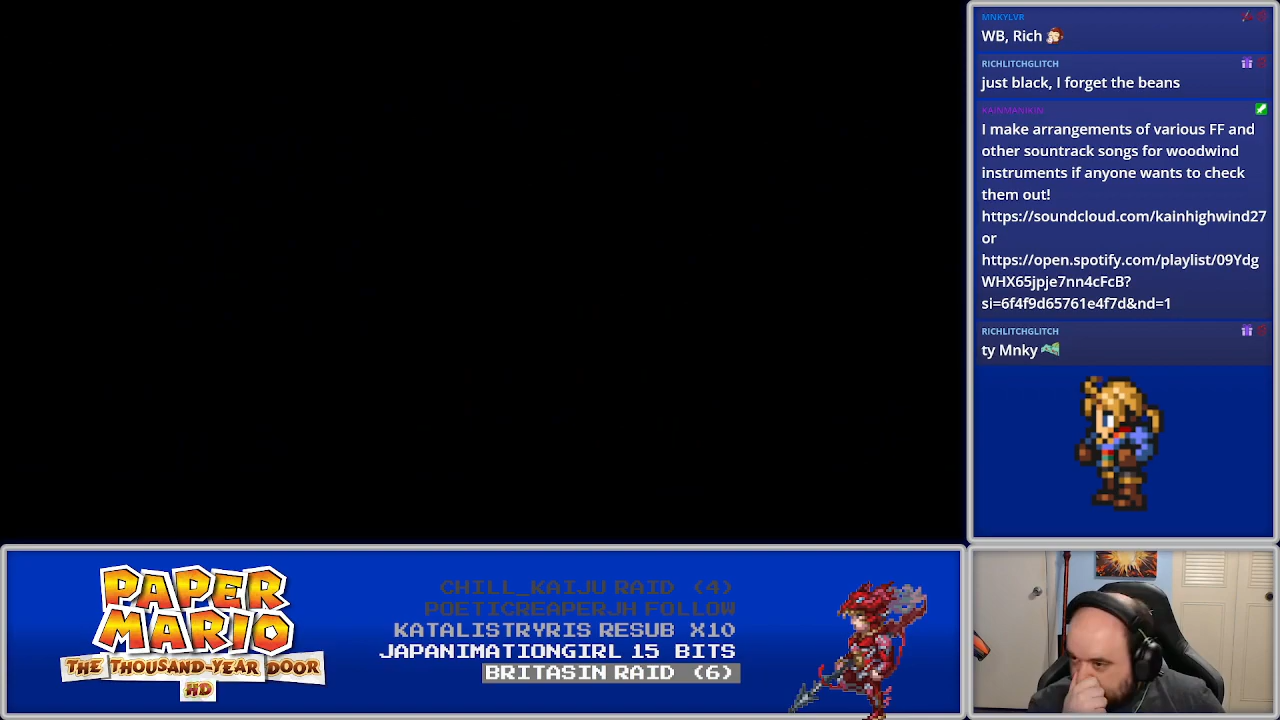 MNKYLVR
WB, Rich
RICHLITCHGLITCH
just black, I forget the beans
KAINMANIKIN
I make arrangements of various FF and
other sountrack songs for woodwind
instruments if anyone wants to check
them out!
https://soundcloud.com/kainhighwind27
or
https://open.spotify.com/playlist/09Ydg
WHX65jpje7nn4cFcB?
si=6f4f9d65761e4f7d&nd=1
RICHLITCHGLITCH
ty Mnky
PAPER
MARIO
THE THOUSAND-YEAR DOOR
HD
CHILL_KAIJU RAID (4)
POETICREAPERJH FOLLOW
KATALISTRYRIS RESUB X10
JAPANIMATIONGIRL 15 BITS
BRITASIN RAID (6)